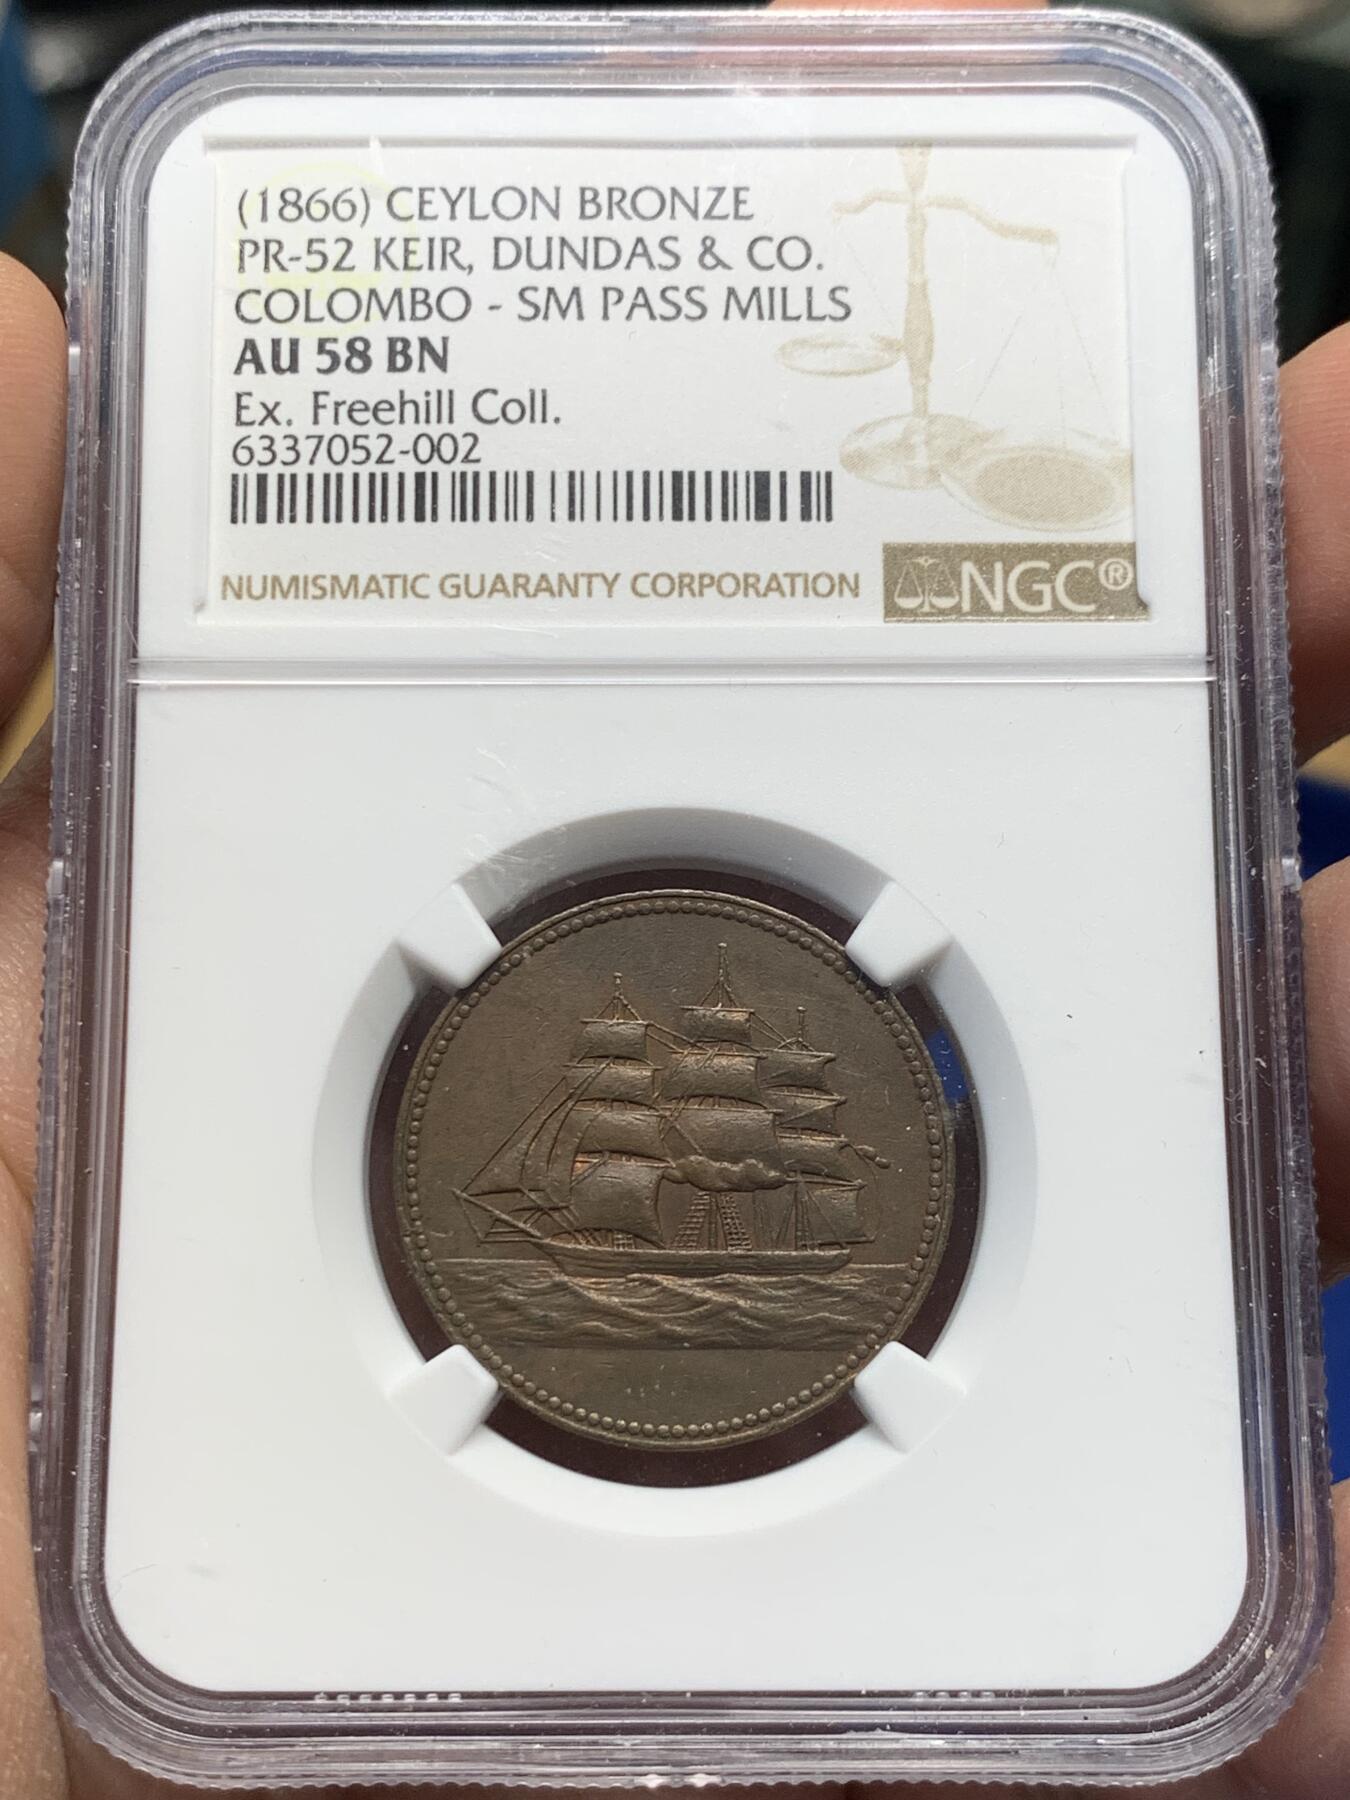 (1866) CEYLON BRONZE
PR-52 KEIR, DUNDAS & CO.
COLOMBO - SM PASS MILLS
AU 58 BN
Ex. Freehill Coll.
6337052-002
NUMISMATIC GUARANTY CORPORATION
NGC®